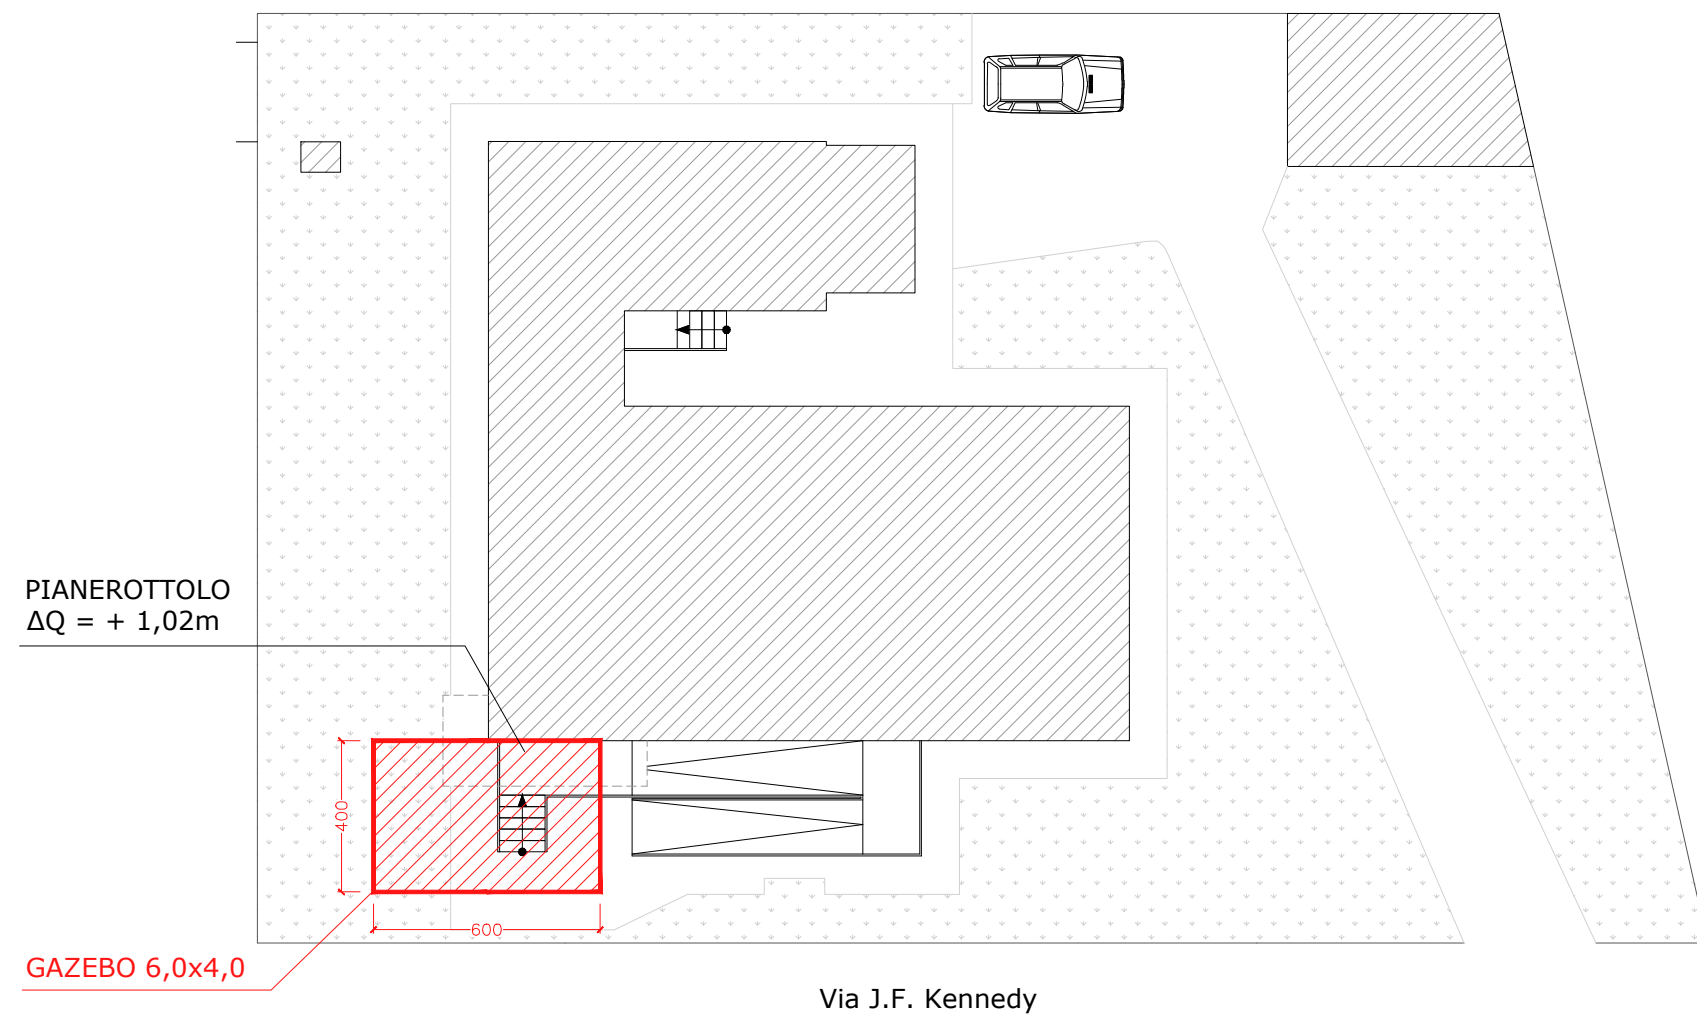 PIANEROTTOLO
ΔQ = + 1,02m
400
600
GAZEBO 6,0x4,0
Via J.F. Kennedy